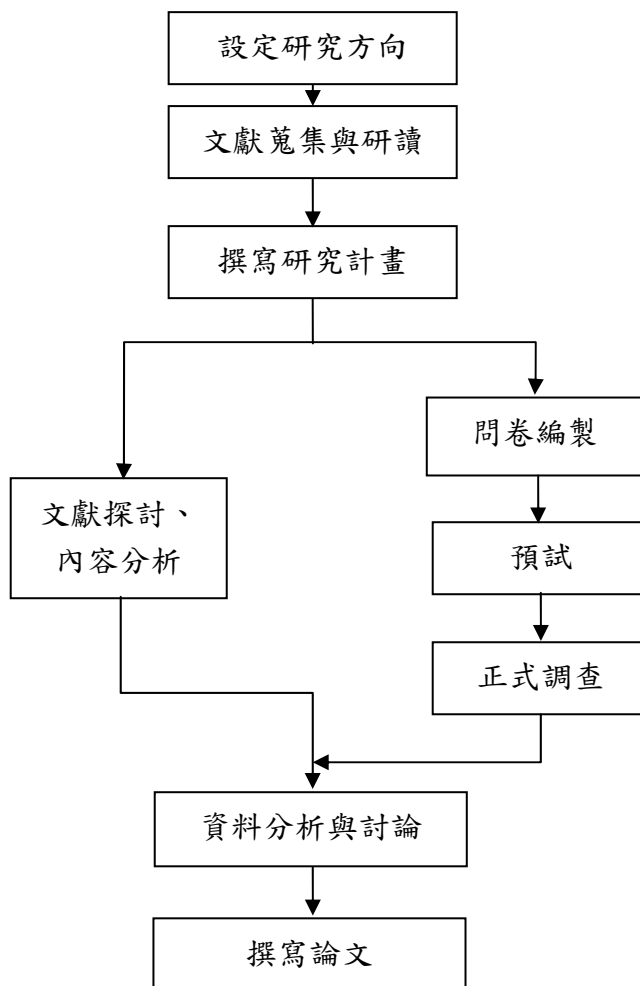 設定研究方向
文獻蒐集與研讀
撰寫研究計畫
文獻探討、
內容分析
問卷編製
預試
正式調查
資料分析與討論
撰寫論文